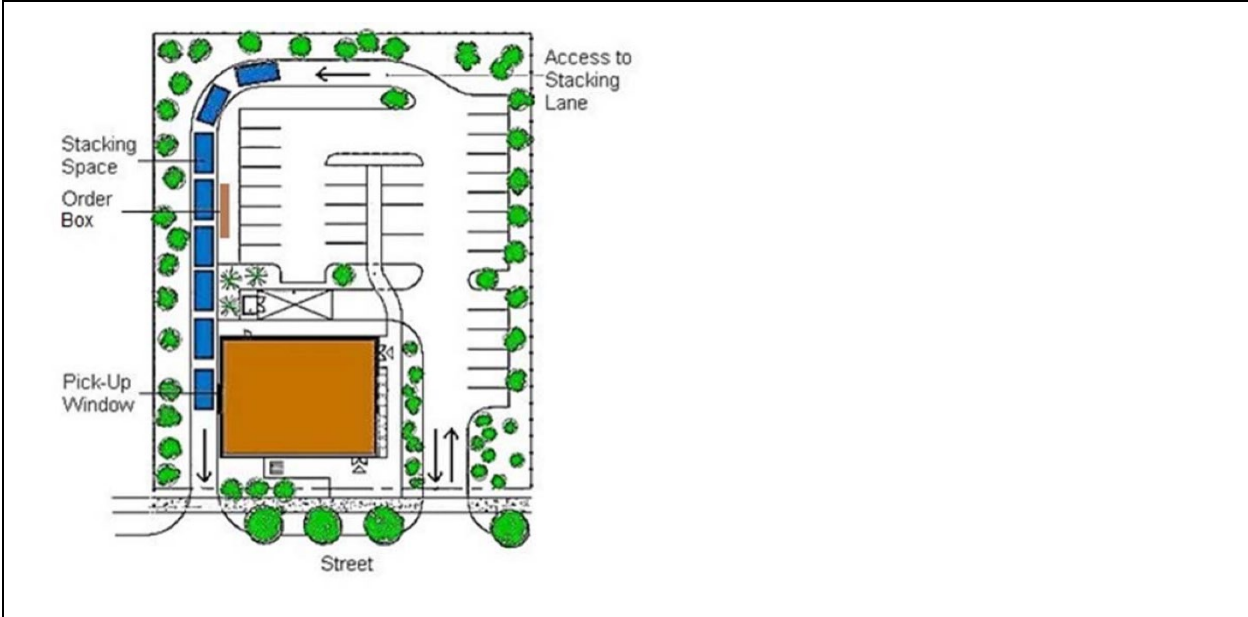 Access to
Stacking
Lane
Stacking
Space
Order
Box
Pick-Up
Window
Street